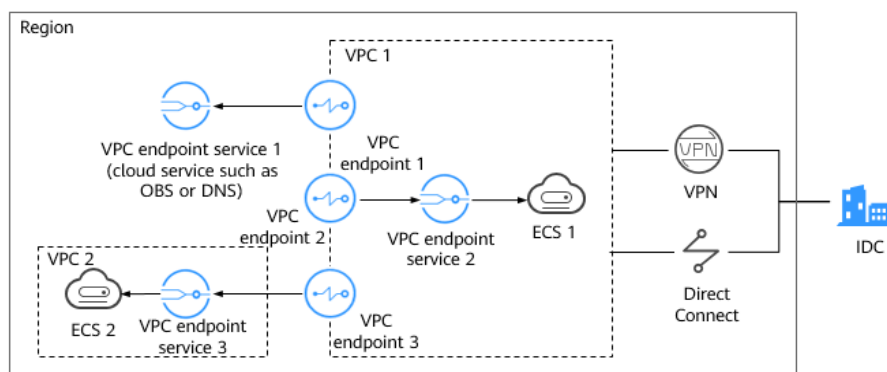 Region
VPC 1
VPC endpoint service 1
(cloud service such as
OBS or DNS)
VPC
endpoint 1
VPN
VPN
VPC
endpoint 2
VPC endpoint
service 2
ECS 1
IDC
VPC 2
ECS 2
VPC endpoint
service 3
VPC
endpoint 3
Direct
Connect